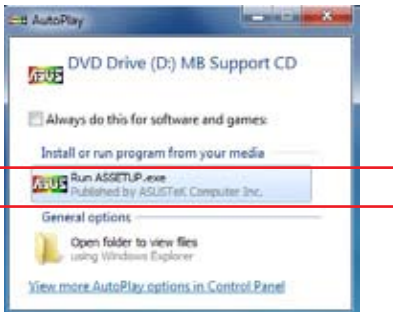 AutoPlay
DVD Drive (D:) MB Support CD
Always do this for software and games:
Install or run program from your media
Run ASSETUP.exe
Published by ASUSTeK Computer Inc.
General options
Open folder to view files
using Windows Explorer
View more AutoPlay options in Control Panel